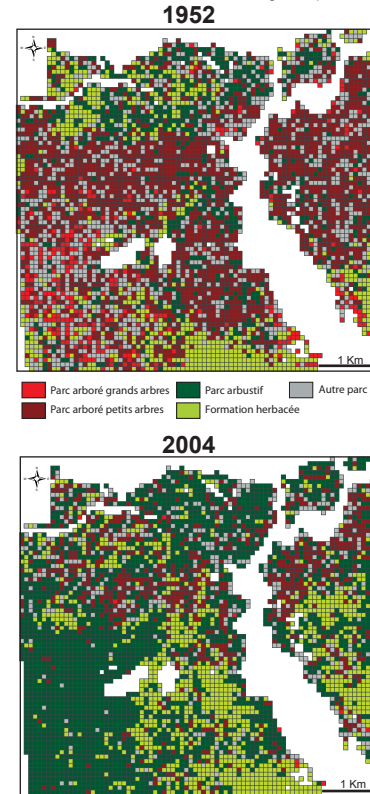 1952
1 Km
Parc arboré grands arbres
Parc arbustif
Autre parc
Parc arboré petits arbres
Formation herbacée
2004
1 Km